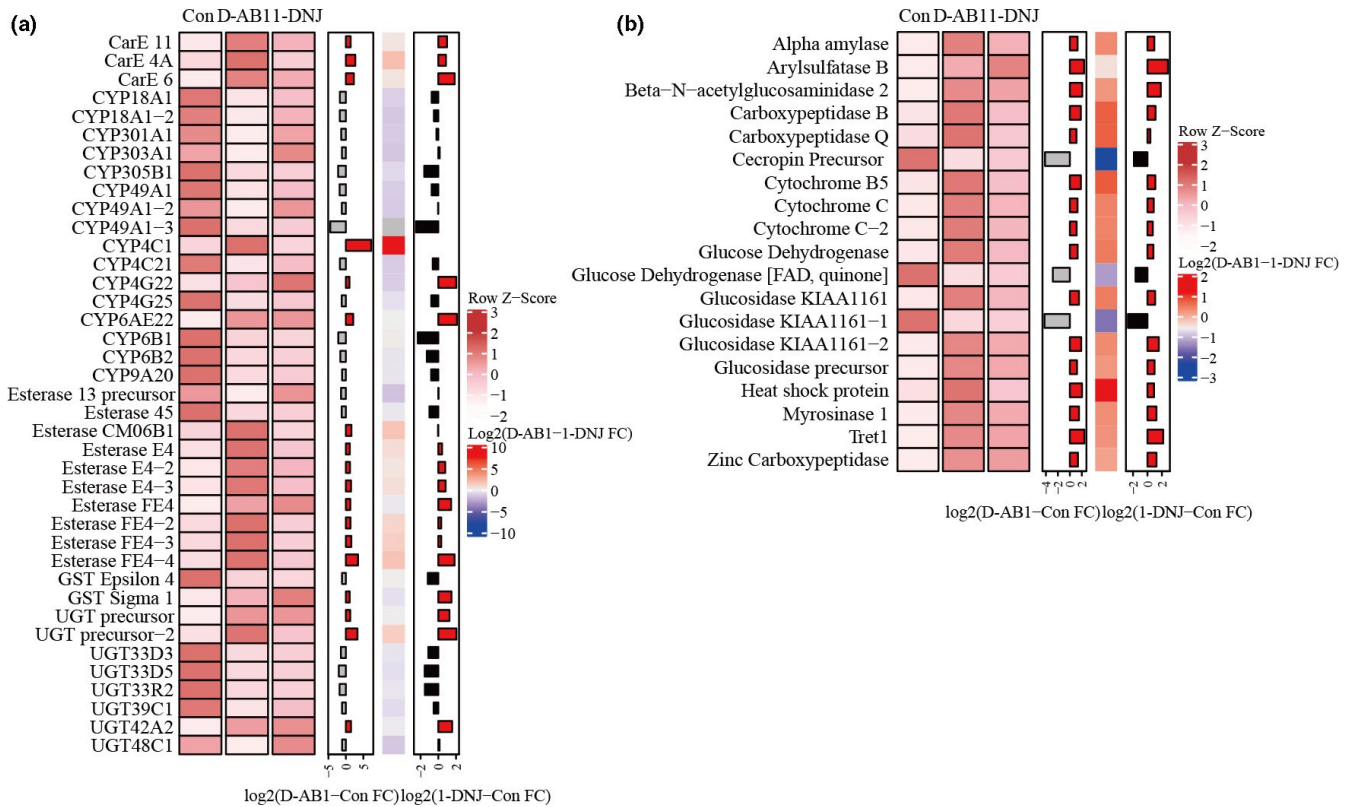 (a)
Con D-AB11-DNJ
CarE 11
CarE 4A
CarE 6
CYP18A1
CYP18A1−2
CYP301A1
CYP303A1
CYP305B1
CYP49A1
CYP49A1−2
CYP49A1−3
CYP4C1
CYP4C21
CYP4G22
CYP4G25
CYP6AE22
CYP6B1
CYP6B2
CYP9A20
Esterase 13 precursor
Esterase 45
Esterase CM06B1
Esterase E4
Esterase E4−2
Esterase E4−3
Esterase FE4
Esterase FE4−2
Esterase FE4−3
Esterase FE4−4
GST Epsilon 4
GST Sigma 1
UGT precursor
UGT precursor−2
UGT33D3
UGT33D5
UGT33R2
UGT39C1
UGT42A2
UGT48C1
−5 0 5
−2 0 2
log2(D-AB1−Con FC)log2(1-DNJ−Con FC)
Row Z−Score
3
2
1
0
−1
−2
Log2(D-AB1−1-DNJ FC)
10
5
0
−5
−10
(b)
Con D-AB11-DNJ
Alpha amylase
Arylsulfatase B
Beta−N−acetylglucosaminidase 2
Carboxypeptidase B
Carboxypeptidase Q
Cecropin Precursor
Cytochrome B5
Cytochrome C
Cytochrome C−2
Glucose Dehydrogenase
Glucose Dehydrogenase [FAD, quinone]
Glucosidase KIAA1161
Glucosidase KIAA1161−1
Glucosidase KIAA1161−2
Glucosidase precursor
Heat shock protein
Myrosinase 1
Tret1
Zinc Carboxypeptidase
−4 −2 0 2
−2 0 2
log2(D-AB1−Con FC)log2(1-DNJ−Con FC)
Row Z−Score
3
2
1
0
−1
−2
Log2(D-AB1−1-DNJ FC)
2
1
0
−1
−2
−3